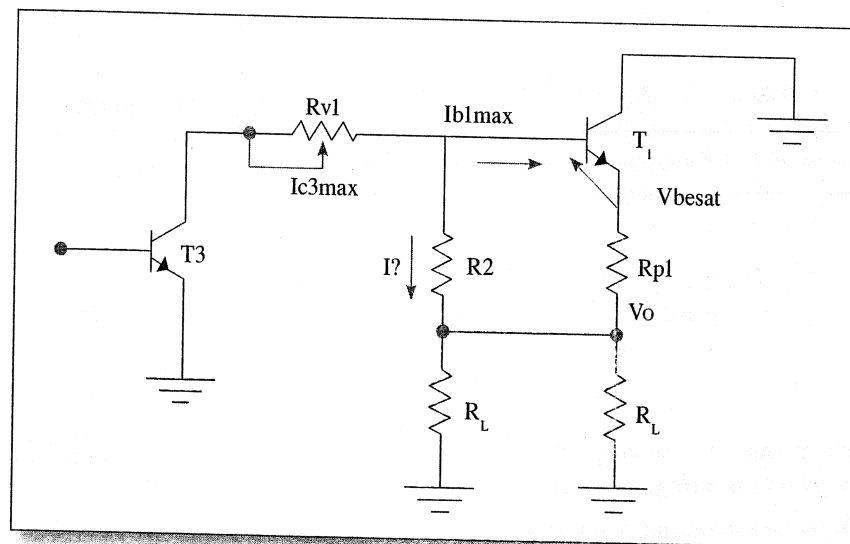 Rv1
Ib1max
T1
Ic3max
Vbesat
T3
I?
R2
Rp1
Vo
RL
RL